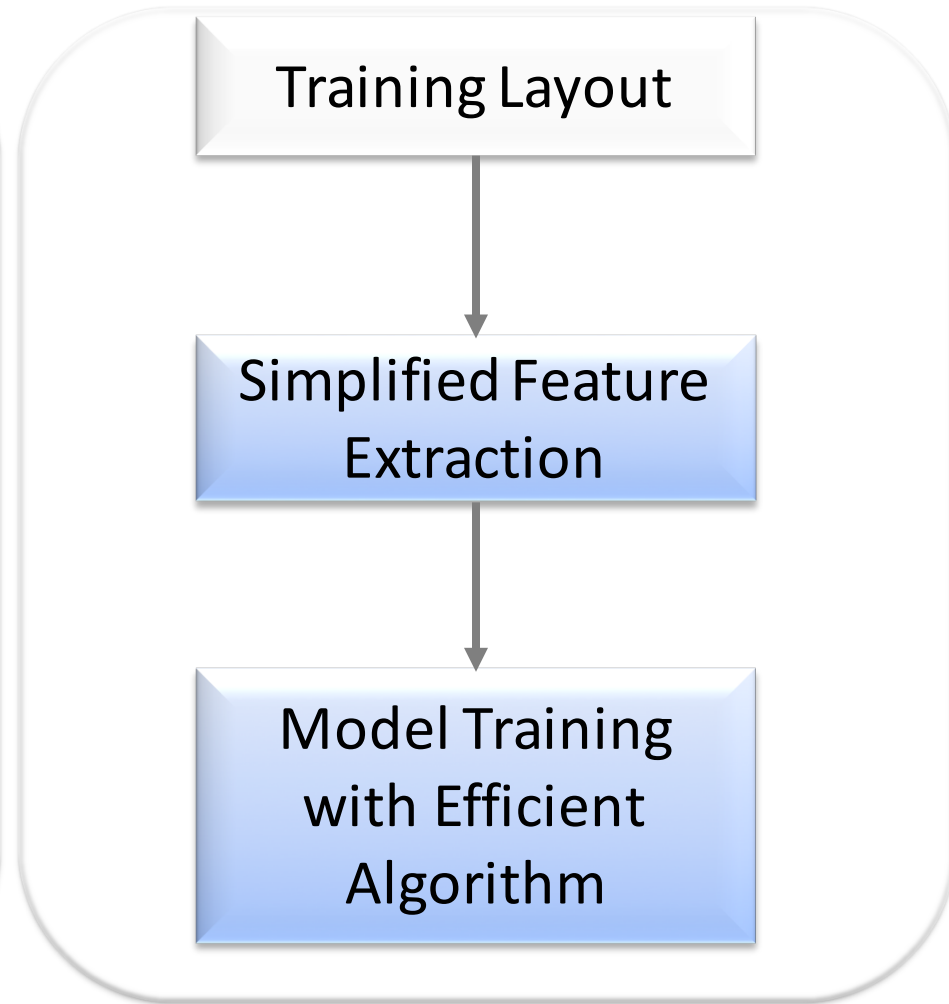 Training Layout
Simplified Feature
Extraction
Model Training
with Efficient
Algorithm